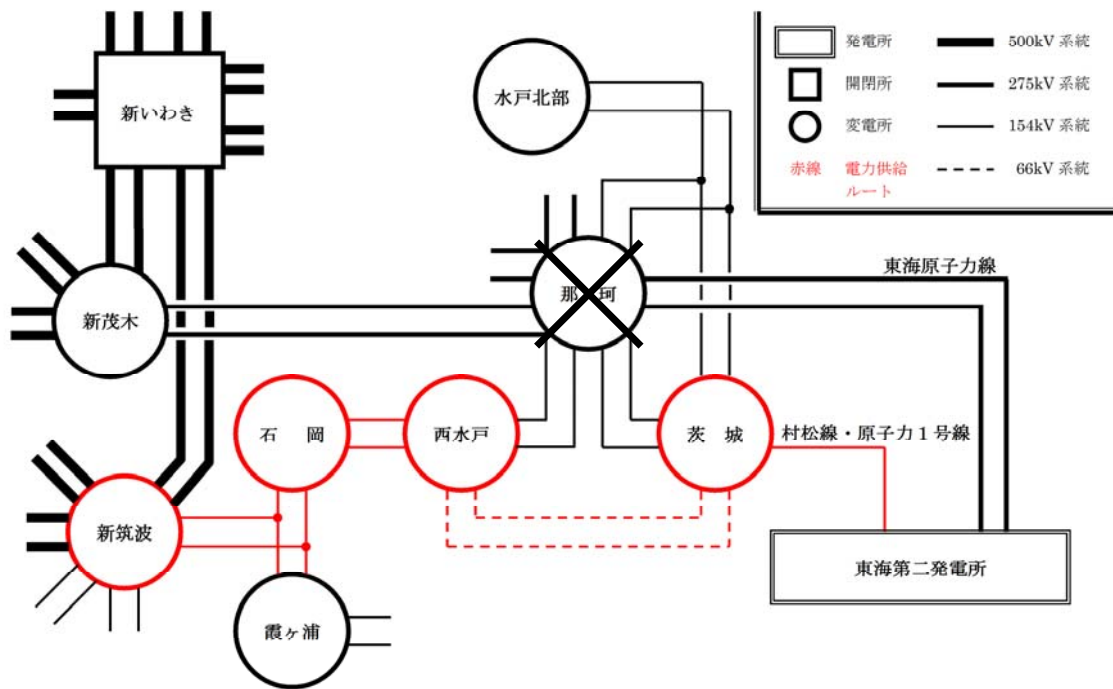 新いわき
水戸北部
発電所
500kV 系統
開閉所
275kV 系統
変電所
154kV 系統
赤線
電力供給
ルート
66kV 系統
東海原子力線
那珂
新茂木
石岡
西水戸
茨城
村松線・原子力1号線
新筑波
東海第二発電所
霞ヶ浦